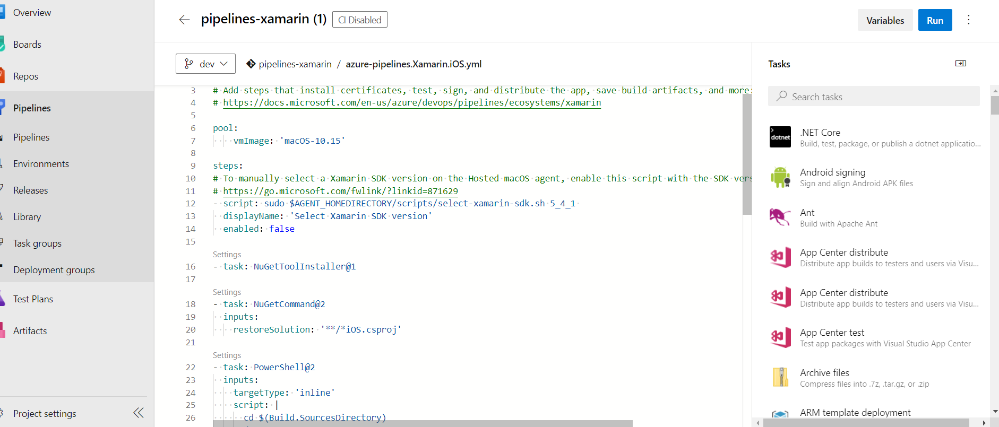 Overview
Boards
Repos
Pipelines
Pipelines
Environments
Releases
Library
Task groups
Deployment groups
Test Plans
Artifacts
Project settings
pipelines-xamarin (1)
CI Disabled
Variables
Run
dev
pipelines-xamarin / azure-pipelines.Xamarin.iOS.yml
3 # Add steps that install certificates, test, sign, and distribute the app, save build artifacts, and more:
4 # https://docs.microsoft.com/en-us/azure/devops/pipelines/ecosystems/xamarin
5
6 pool:
7 vmImage: 'macOS-10.15'
8
9 steps:
10 # To manually select a Xamarin SDK version on the Hosted macOS agent, enable this script with the SDK vers
11 # https://go.microsoft.com/fwlink/?linkid=871629
12 - script: sudo $AGENT_HOMEDIRECTORY/scripts/select-xamarin-sdk.sh 5_4_1
13 displayName: 'Select Xamarin SDK version'
14 enabled: false
15
Settings
16 - task: NuGetToolInstaller@1
17
Settings
18 - task: NuGetCommand@2
19 inputs:
20 restoreSolution: '**/*iOS.csproj'
21
Settings
22 - task: PowerShell@2
23 inputs:
24 targetType: 'inline'
25 script: |
26 cd $(Build.SourcesDirectory)
Tasks
Search tasks
dotnet
.NET Core
Build, test, package, or publish a dotnet applicatio...
Android signing
Sign and align Android APK files
Ant
Build with Apache Ant
App Center distribute
Distribute app builds to testers and users via Visu...
App Center distribute
Distribute app builds to testers and users via Visu...
App Center test
Test app packages with Visual Studio App Center
Archive files
Compress files into .7z, .tar.gz, or .zip
ARM template deployment